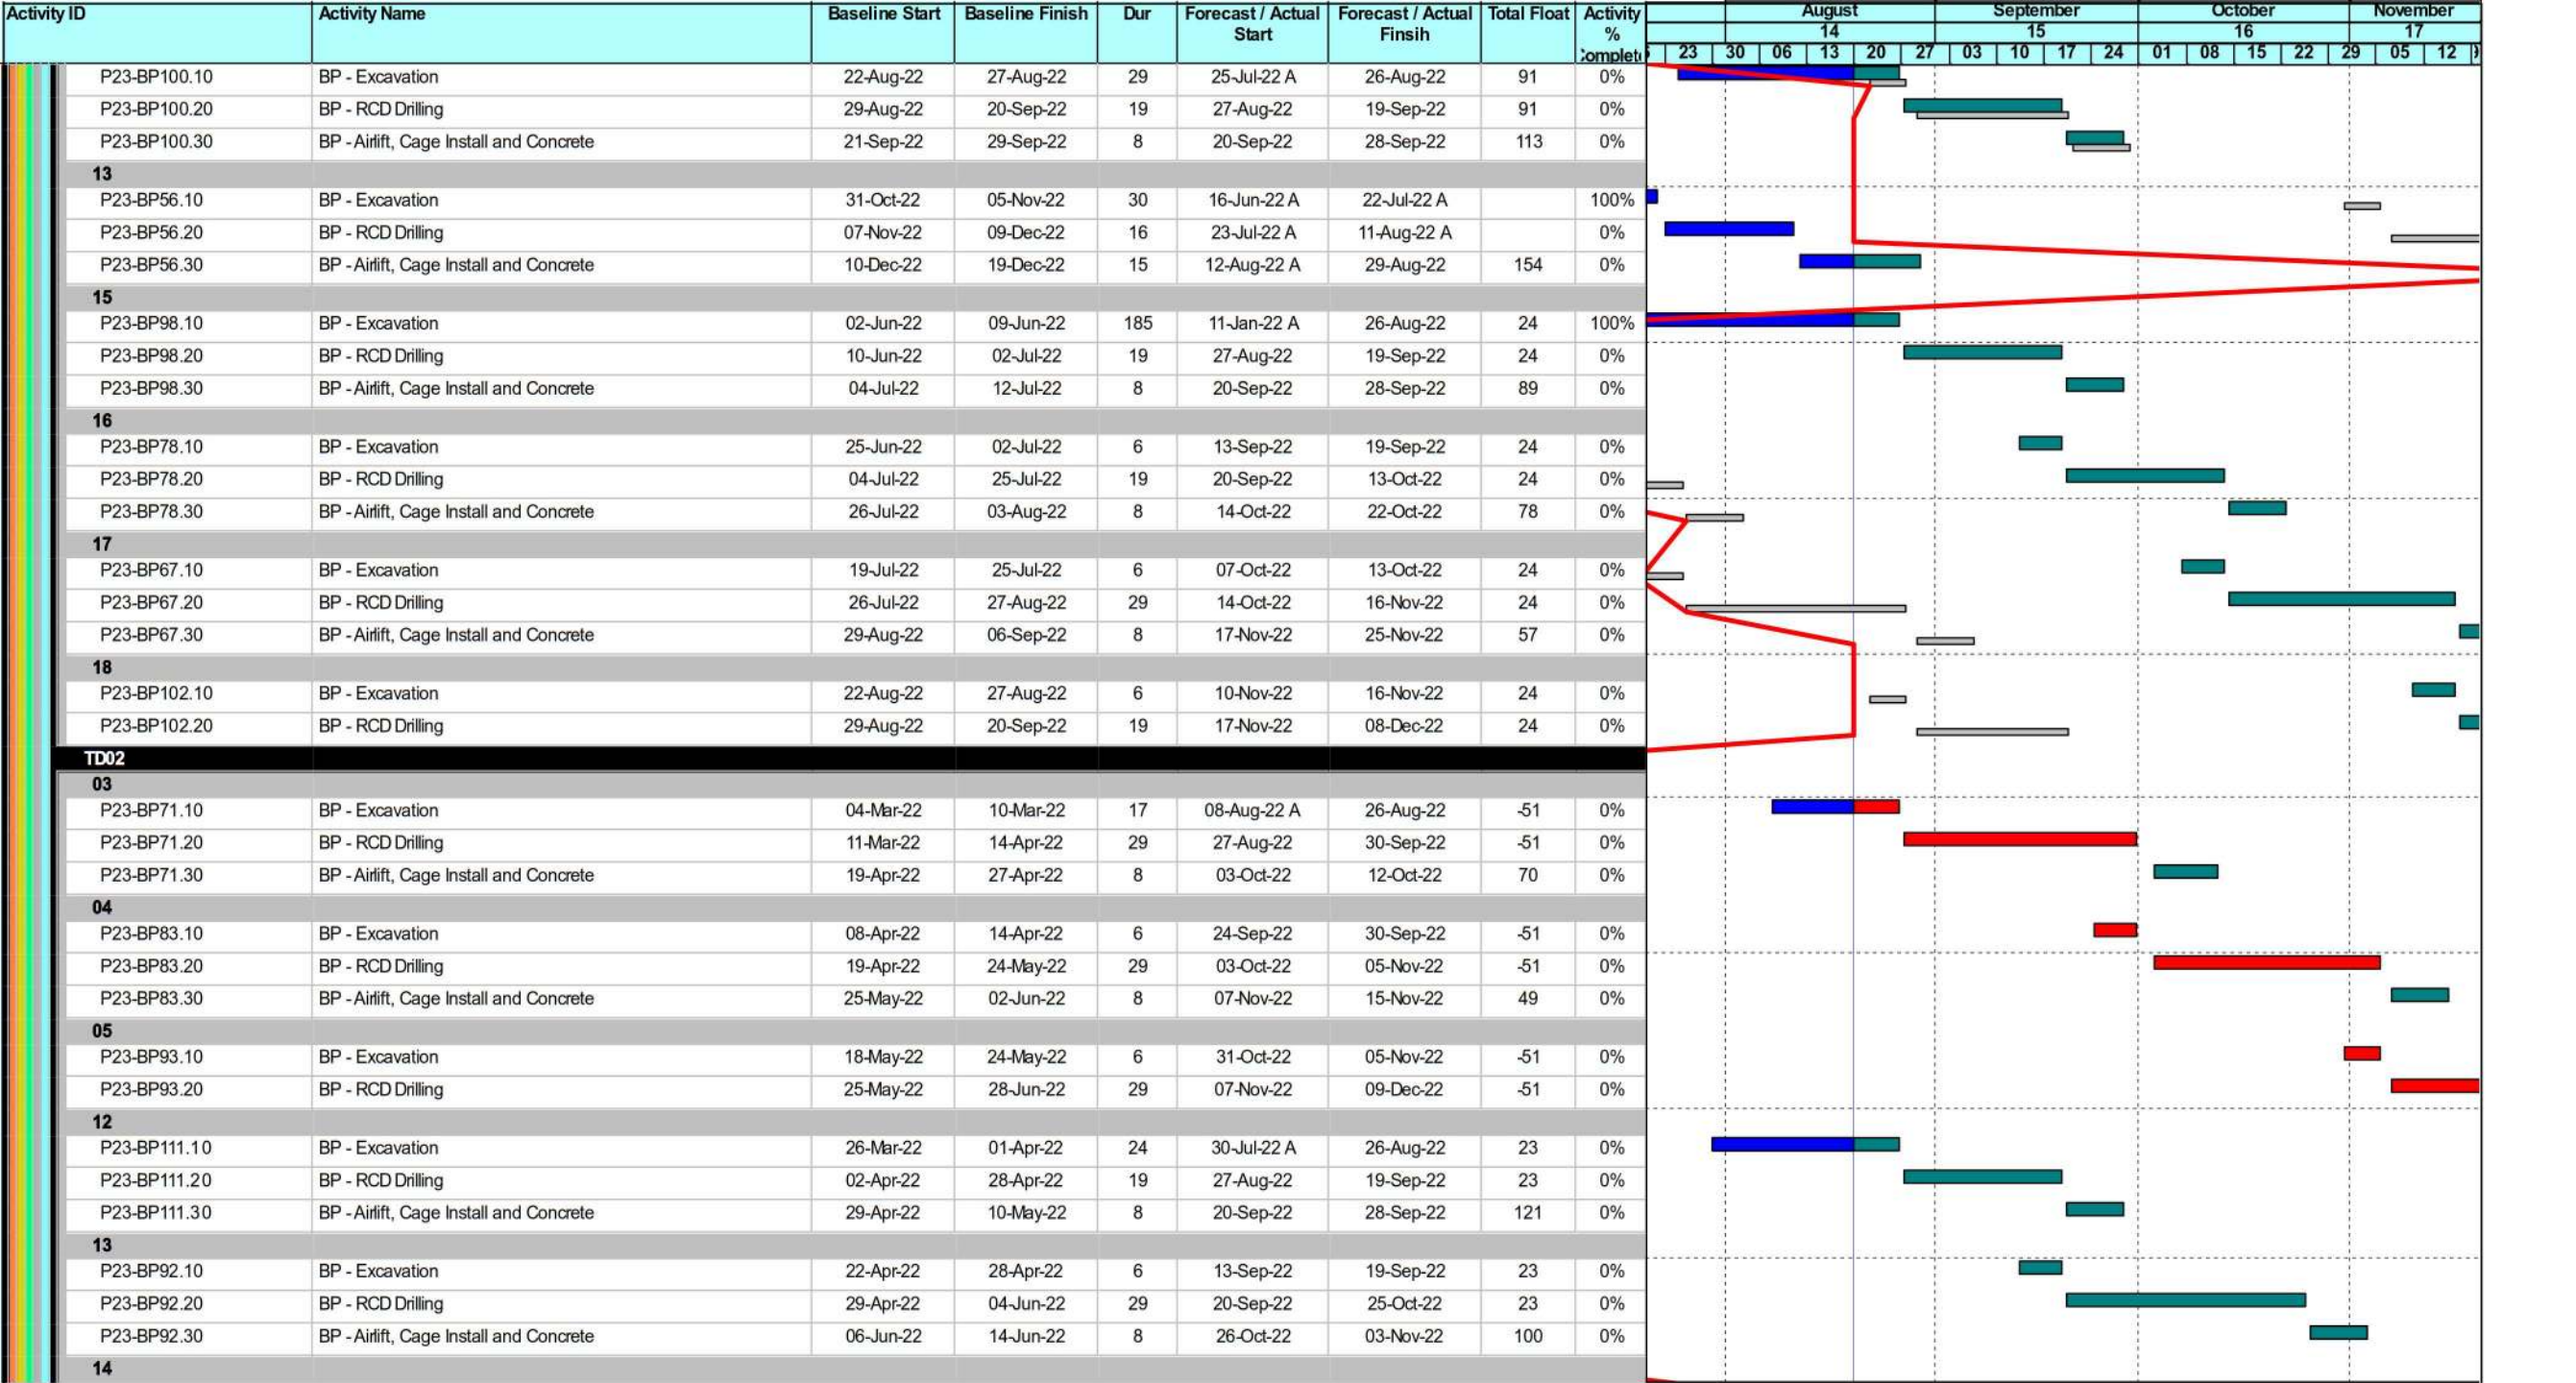 Activity ID Activity Name Baseline Start Baseline Finish Dur Forecast / Actual Start Forecast / Actual Finsih Total Float Activity % Complet
August September October November
14 15 16 17
23 30 06 13 20 27 03 10 17 24 01 08 15 22 29 05 12
P23-BP100.10 BP - Excavation 22-Aug-22 27-Aug-22 29 25-Jul-22 A 26-Aug-22 91 0%
P23-BP100.20 BP - RCD Drilling 29-Aug-22 20-Sep-22 19 27-Aug-22 19-Sep-22 91 0%
P23-BP100.30 BP - Airlift, Cage Install and Concrete 21-Sep-22 29-Sep-22 8 20-Sep-22 28-Sep-22 113 0%
13
P23-BP56.10 BP - Excavation 31-Oct-22 05-Nov-22 30 16-Jun-22 A 22-Jul-22 A 100%
P23-BP56.20 BP - RCD Drilling 07-Nov-22 09-Dec-22 16 23-Jul-22 A 11-Aug-22 A 0%
P23-BP56.30 BP - Airlift, Cage Install and Concrete 10-Dec-22 19-Dec-22 15 12-Aug-22 A 29-Aug-22 154 0%
15
P23-BP98.10 BP - Excavation 02-Jun-22 09-Jun-22 185 11-Jan-22 A 26-Aug-22 24 100%
P23-BP98.20 BP - RCD Drilling 10-Jun-22 02-Jul-22 19 27-Aug-22 19-Sep-22 24 0%
P23-BP98.30 BP - Airlift, Cage Install and Concrete 04-Jul-22 12-Jul-22 8 20-Sep-22 28-Sep-22 89 0%
16
P23-BP78.10 BP - Excavation 25-Jun-22 02-Jul-22 6 13-Sep-22 19-Sep-22 24 0%
P23-BP78.20 BP - RCD Drilling 04-Jul-22 25-Jul-22 19 20-Sep-22 13-Oct-22 24 0%
P23-BP78.30 BP - Airlift, Cage Install and Concrete 26-Jul-22 03-Aug-22 8 14-Oct-22 22-Oct-22 78 0%
17
P23-BP67.10 BP - Excavation 19-Jul-22 25-Jul-22 6 07-Oct-22 13-Oct-22 24 0%
P23-BP67.20 BP - RCD Drilling 26-Jul-22 27-Aug-22 29 14-Oct-22 16-Nov-22 24 0%
P23-BP67.30 BP - Airlift, Cage Install and Concrete 29-Aug-22 06-Sep-22 8 17-Nov-22 25-Nov-22 57 0%
18
P23-BP102.10 BP - Excavation 22-Aug-22 27-Aug-22 6 10-Nov-22 16-Nov-22 24 0%
P23-BP102.20 BP - RCD Drilling 29-Aug-22 20-Sep-22 19 17-Nov-22 08-Dec-22 24 0%
TD02
03
P23-BP71.10 BP - Excavation 04-Mar-22 10-Mar-22 17 08-Aug-22 A 26-Aug-22 -51 0%
P23-BP71.20 BP - RCD Drilling 11-Mar-22 14-Apr-22 29 27-Aug-22 30-Sep-22 -51 0%
P23-BP71.30 BP - Airlift, Cage Install and Concrete 19-Apr-22 27-Apr-22 8 03-Oct-22 12-Oct-22 70 0%
04
P23-BP83.10 BP - Excavation 08-Apr-22 14-Apr-22 6 24-Sep-22 30-Sep-22 -51 0%
P23-BP83.20 BP - RCD Drilling 19-Apr-22 24-May-22 29 03-Oct-22 05-Nov-22 -51 0%
P23-BP83.30 BP - Airlift, Cage Install and Concrete 25-May-22 02-Jun-22 8 07-Nov-22 15-Nov-22 49 0%
05
P23-BP93.10 BP - Excavation 18-May-22 24-May-22 6 31-Oct-22 05-Nov-22 -51 0%
P23-BP93.20 BP - RCD Drilling 25-May-22 28-Jun-22 29 07-Nov-22 09-Dec-22 -51 0%
12
P23-BP111.10 BP - Excavation 26-Mar-22 01-Apr-22 24 30-Jul-22 A 26-Aug-22 23 0%
P23-BP111.20 BP - RCD Drilling 02-Apr-22 28-Apr-22 19 27-Aug-22 19-Sep-22 23 0%
P23-BP111.30 BP - Airlift, Cage Install and Concrete 29-Apr-22 10-May-22 8 20-Sep-22 28-Sep-22 121 0%
13
P23-BP92.10 BP - Excavation 22-Apr-22 28-Apr-22 6 13-Sep-22 19-Sep-22 23 0%
P23-BP92.20 BP - RCD Drilling 29-Apr-22 04-Jun-22 29 20-Sep-22 25-Oct-22 23 0%
P23-BP92.30 BP - Airlift, Cage Install and Concrete 06-Jun-22 14-Jun-22 8 26-Oct-22 03-Nov-22 100 0%
14